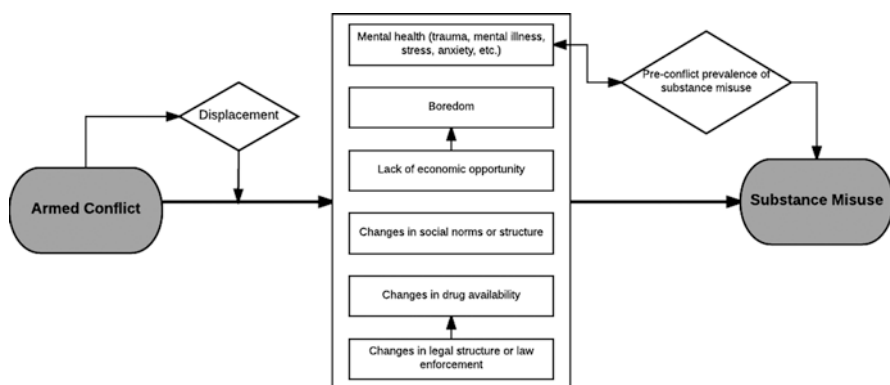 Mental health (trauma, mental illness,
stress, anxiety, etc.)
Pre-conflict prevalence of
substance misuse
Displacement
Boredom
Lack of economic opportunity
Armed Conflict
Substance Misuse
Changes in social norms or structure
Changes in drug availability
Changes in legal structure or law
enforcement